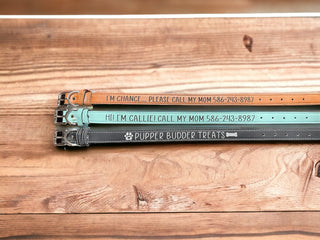 I'M CHANCE... PLEASE CALL MY MOM 586-243-8987
HI! I'M CALLIE! CALL MY MOM 586-243-8987
PUPPER BUDDER TREATS